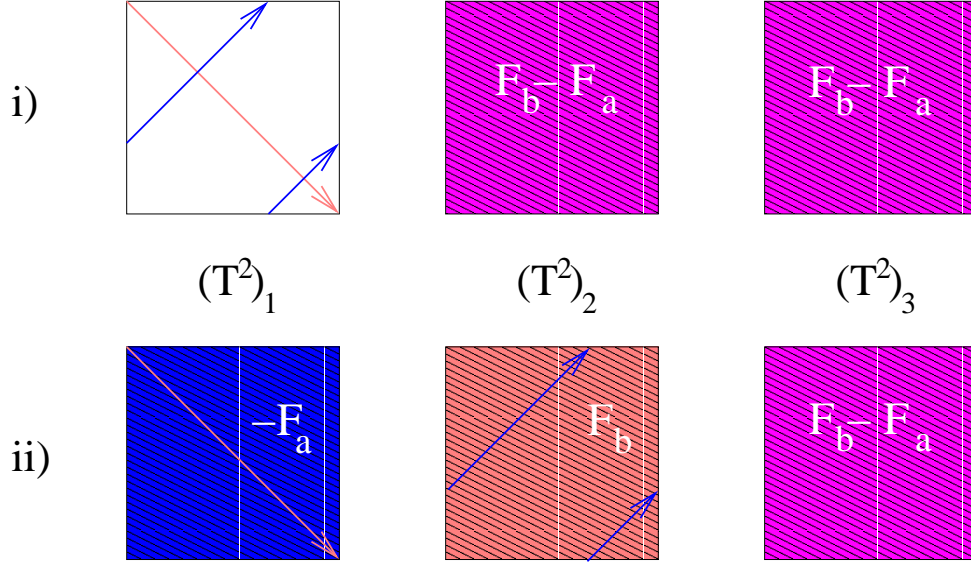 i) F_b – F_a F_b – F_a
(T^2)_1 (T^2)_2 (T^2)_3
ii) –F_a F_b F_b – F_a